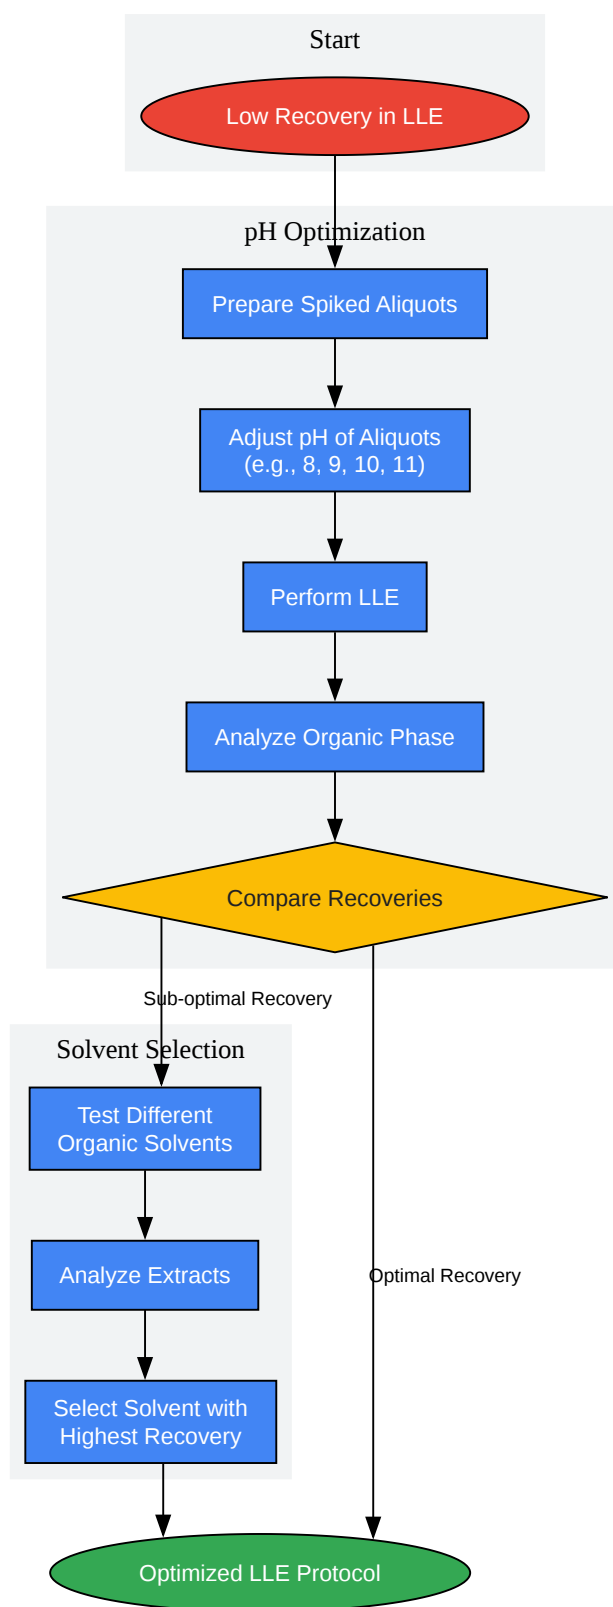 Start
Low Recovery in LLE
pH Optimization
Prepare Spiked Aliquots
Adjust pH of Aliquots
(e.g., 8, 9, 10, 11)
Perform LLE
Analyze Organic Phase
Compare Recoveries
Sub-optimal Recovery
Solvent Selection
Test Different
Organic Solvents
Analyze Extracts
Optimal Recovery
Select Solvent with
Highest Recovery
Optimized LLE Protocol